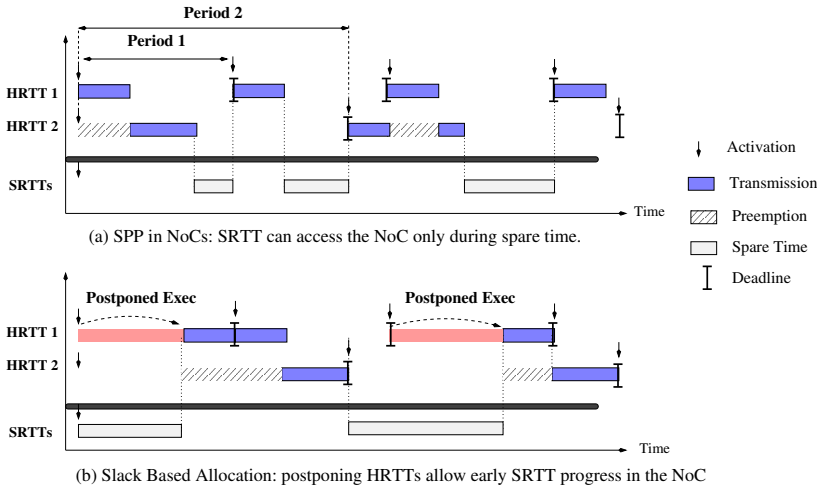 Period 2
Period 1
HRTT 1
HRTT 2
SRTTs
Time
(a) SPP in NoCs: SRTT can access the NoC only during spare time.
Activation
Transmission
Preemption
Spare Time
Deadline
Postponed Exec
Postponed Exec
HRTT 1
HRTT 2
SRTTs
Time
(b) Slack Based Allocation: postponing HRTTs allow early SRTT progress in the NoC